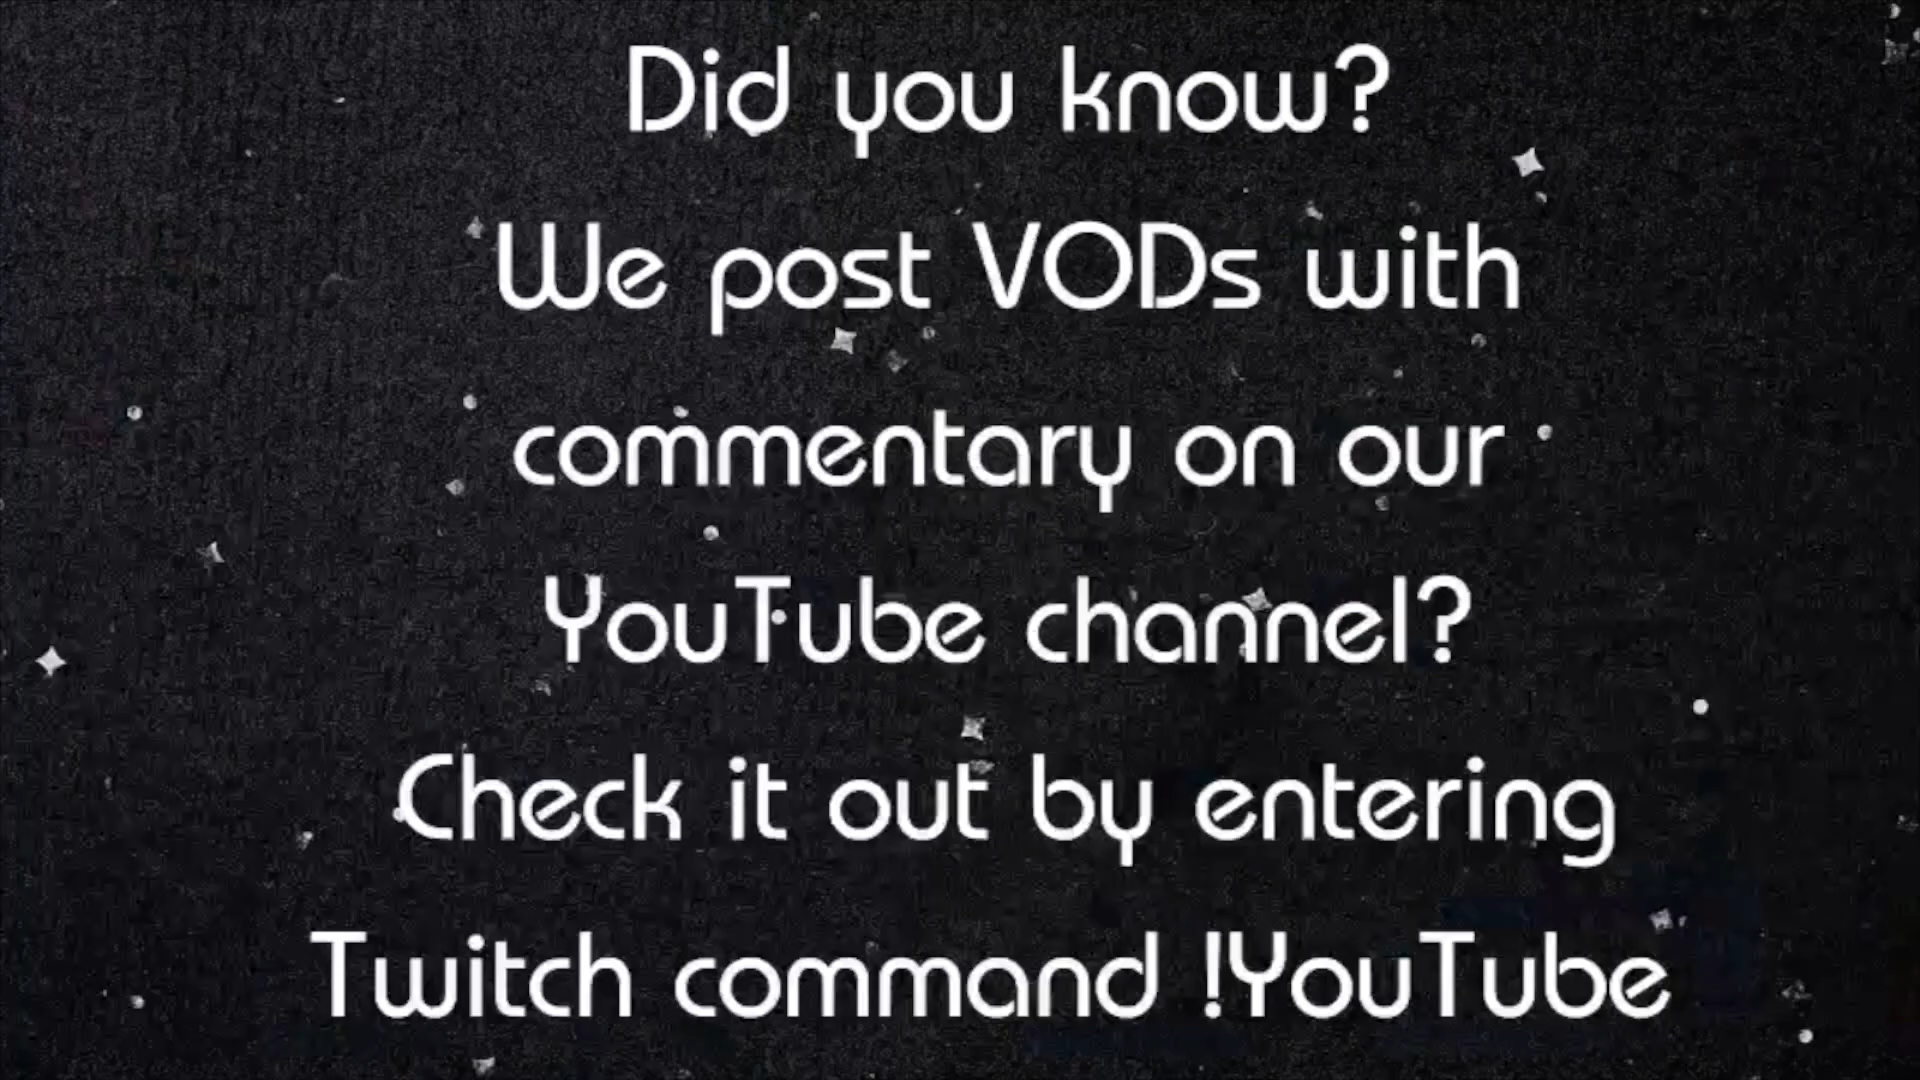 Did you know?
We post VODs with
commentary on our
YouTube channel?
Check it out by entering
Twitch command !YouTube